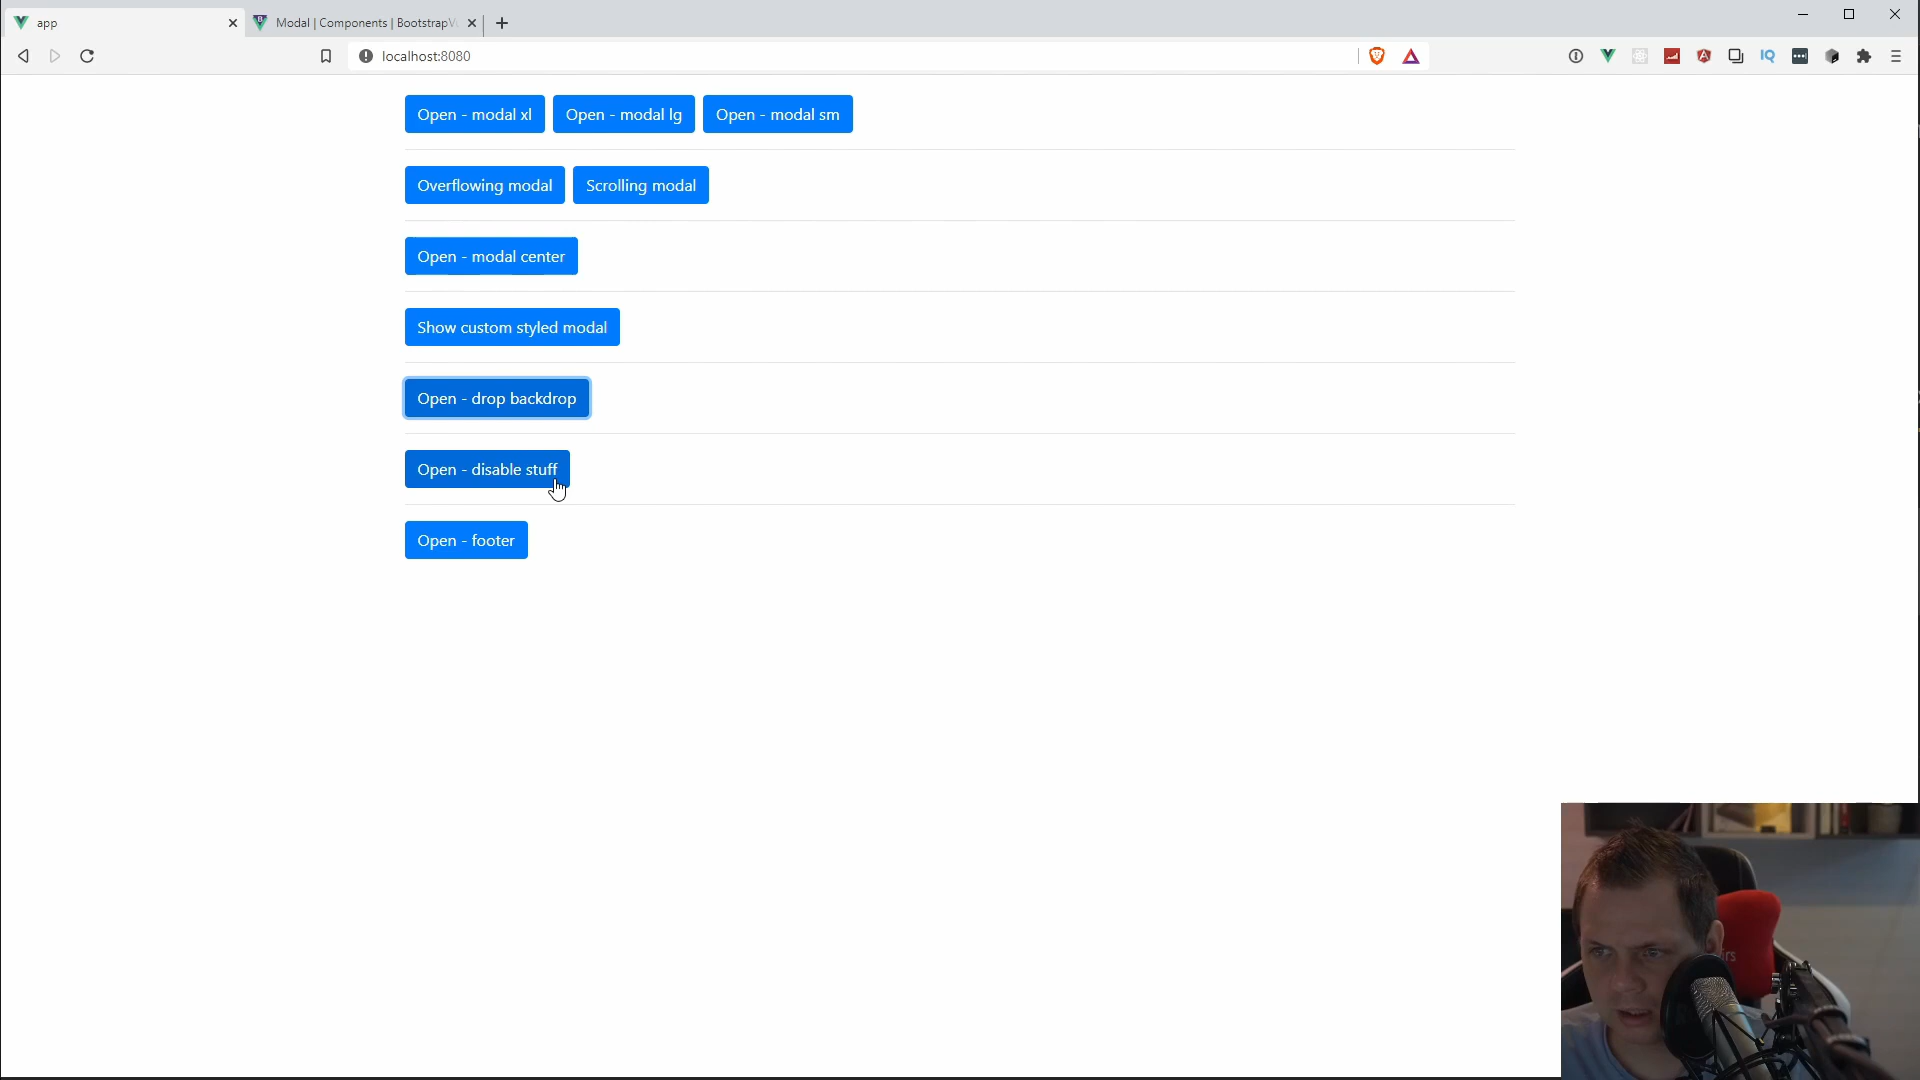 app
Modal | Components | BootstrapV
localhost:8080
IQ
Open - modal xl
Open - modal lg
Open - modal sm
Overflowing modal
Scrolling modal
Open - modal center
Show custom styled modal
Open - drop backdrop
Open - disable stuff
Open - footer